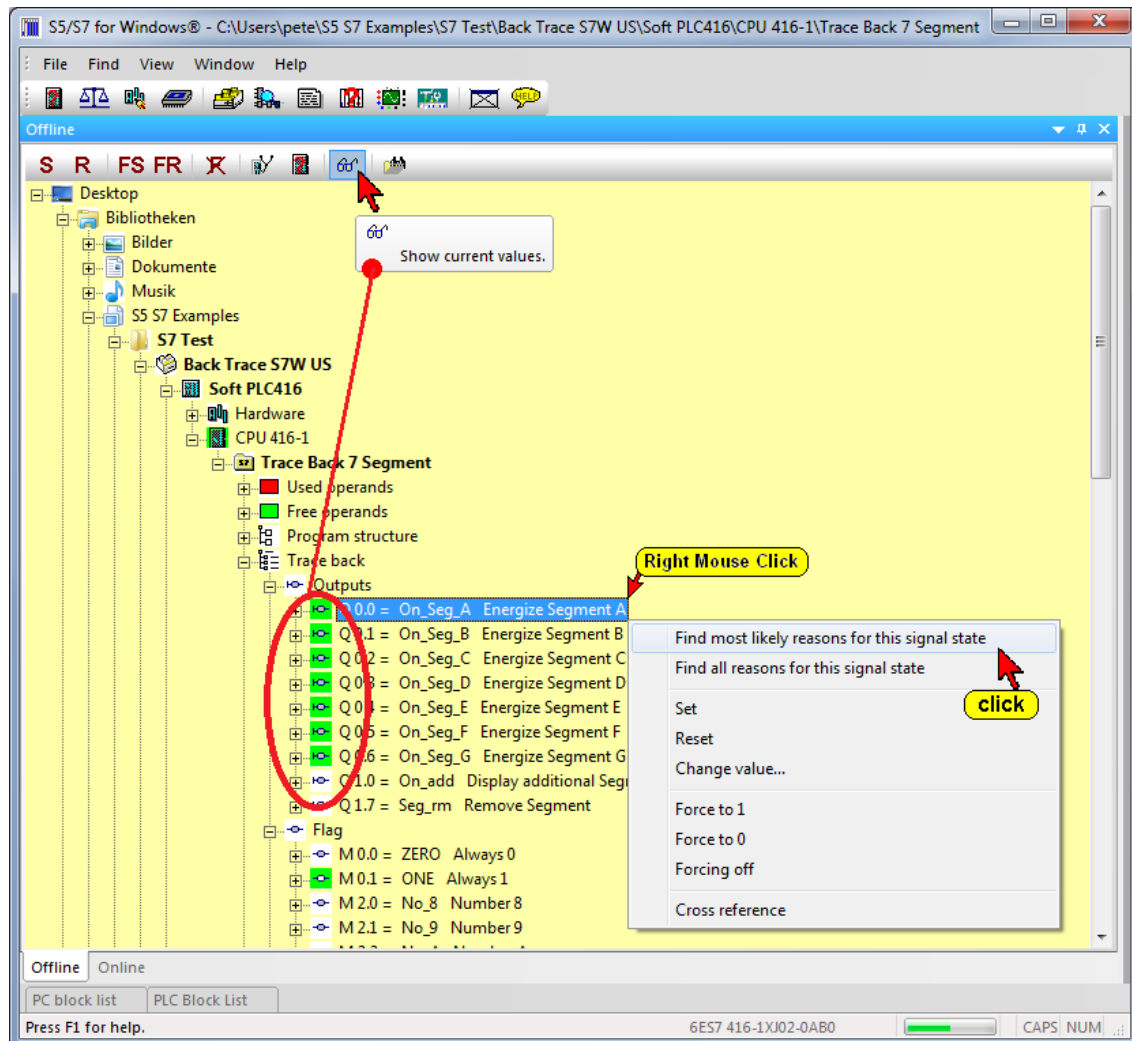 S5/S7 for Windows® - C:\Users\pete\S5 S7 Examples\S7 Test\Back Trace S7W US\Soft PLC416\CPU 416-1\Trace Back 7 Segment
File Find View Window Help
HELP
Offline
S R FS FR
Desktop
Bibliotheken
Bilder
Show current values.
Dokumente
Musik
S5 S7 Examples
S7 Test
Back Trace S7W US
Soft PLC416
Hardware
CPU 416-1
Trace Back 7 Segment
Used operands
Free operands
Program structure
Trace back
Right Mouse Click
Outputs
Q 0.0 = On_Seg_A Energize Segment A
Q 0.1 = On_Seg_B Energize Segment B
Find most likely reasons for this signal state
Q 0.2 = On_Seg_C Energize Segment C
Find all reasons for this signal state
Q 0.3 = On_Seg_D Energize Segment D
click
Q 0.4 = On_Seg_E Energize Segment E
Set
Q 0.5 = On_Seg_F Energize Segment F
Reset
Q 0.6 = On_Seg_G Energize Segment G
Change value...
Q 1.0 = On_add Display additional Seg
Q 1.7 = Seg_rm Remove Segment
Force to 1
Flag
Force to 0
M 0.0 = ZERO Always 0
Forcing off
M 0.1 = ONE Always 1
M 2.0 = No_8 Number 8
Cross reference
M 2.1 = No_9 Number 9
Offline Online
PC block list PLC Block List
Press F1 for help. 6ES7 416-1XJ02-0AB0 CAPS NUM